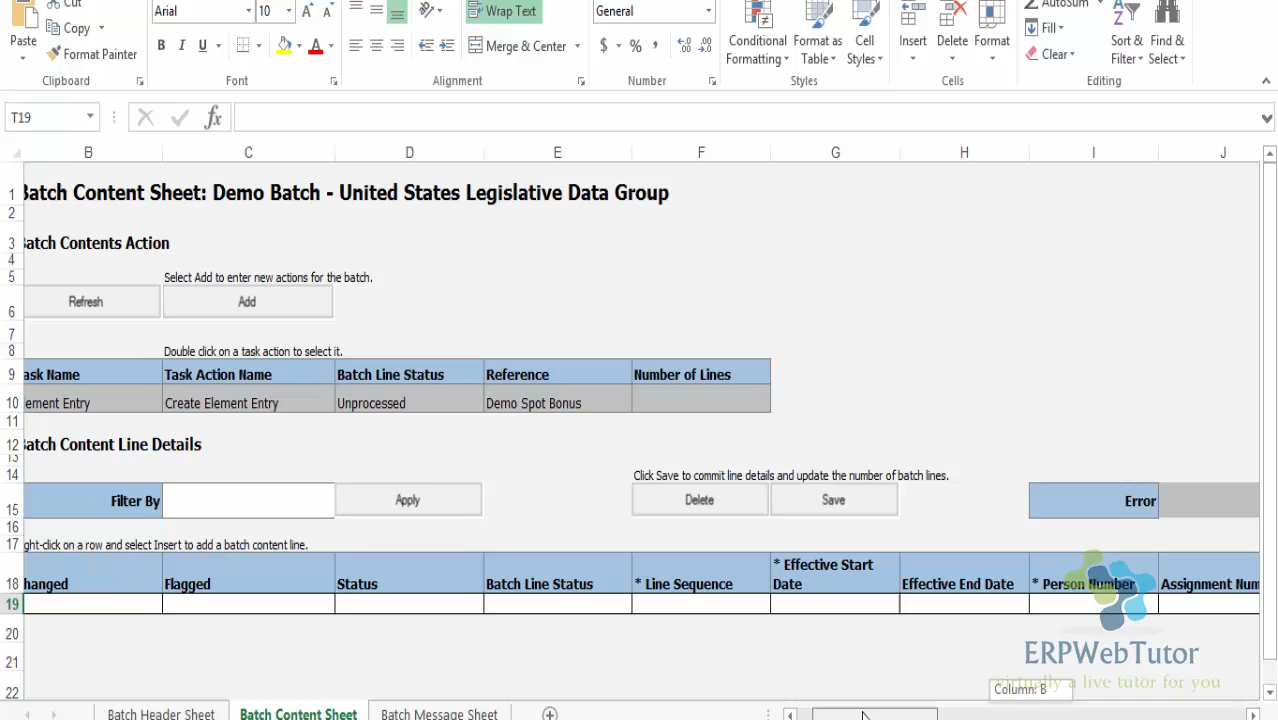 Cut
Arial 10 Wrap Text General AutoSum
Paste Copy Conditional Format as Cell Insert Delete Format Fill Sort & Find &
Format Painter Merge & Center $ % Formatting Table Styles Clear Filter Select
Clipboard Font Alignment Number Styles Cells Editing
T19 fx
B C D E F G H I J
1 Batch Content Sheet: Demo Batch - United States Legislative Data Group
2
3 Batch Contents Action
4
5 Select Add to enter new actions for the batch.
6 Refresh Add
7
8 Double click on a task action to select it.
9 ask Name Task Action Name Batch Line Status Reference Number of Lines
10 ement Entry Create Element Entry Unprocessed Demo Spot Bonus
11
12 Batch Content Line Details
13
14 Click Save to commit line details and update the number of batch lines.
15 Filter By Apply Delete Save Error
16
17 ght-click on a row and select Insert to add a batch content line.
* Effective Start
18 hanged Flagged Status Batch Line Status * Line Sequence Date Effective End Date * Person Number Assignment Num
19
20
21
ERPWebTutor
virtually a live tutor for you
22
Column: B
Batch Header Sheet Batch Content Sheet Batch Message Sheet